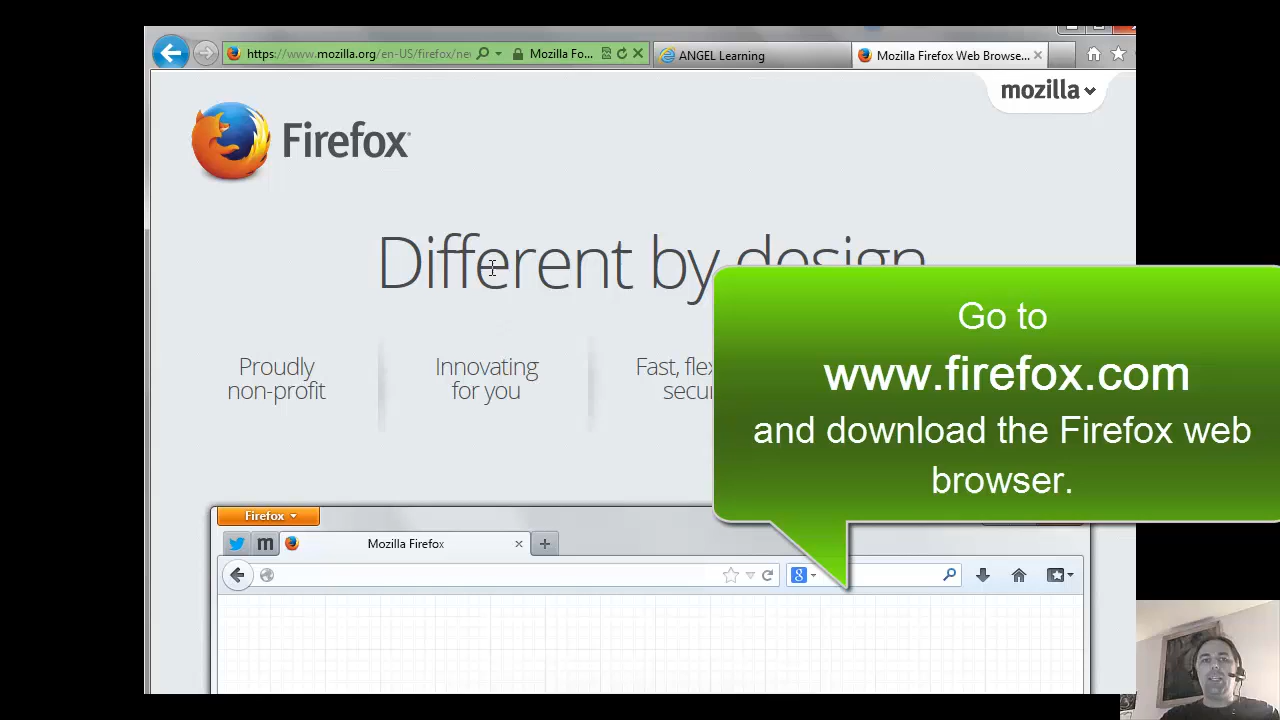 https://www.mozilla.org/en-US/firefox/ne
Mozilla Fo...
ANGEL Learning
Mozilla Firefox Web Browse...
mozilla
Firefox
Different by design
Proudly
non-profit
Innovating
for you
Fast, flex
secur
Go to
www.firefox.com
and download the Firefox web
browser.
Firefox
m
Mozilla Firefox
8